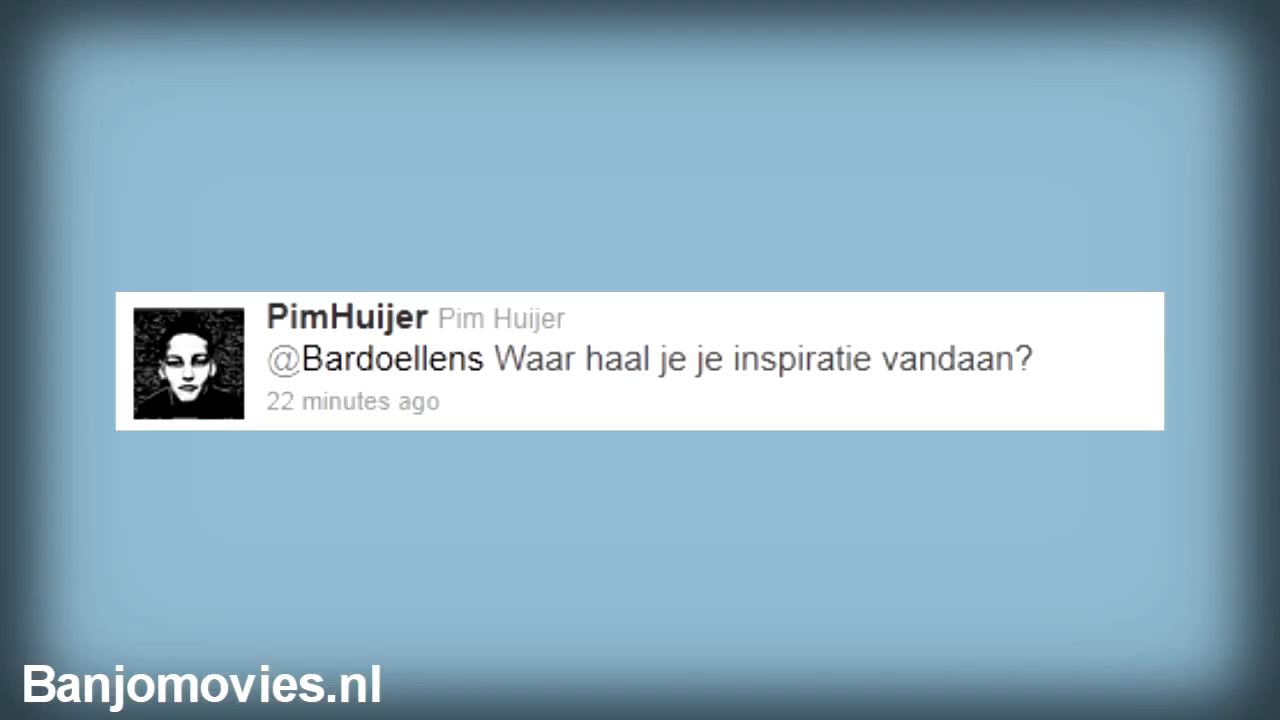 PimHuijer Pim Huijer
@Bardoellens Waar haal je je inspiratie vandaan?
22 minutes ago
Banjomovies.nl